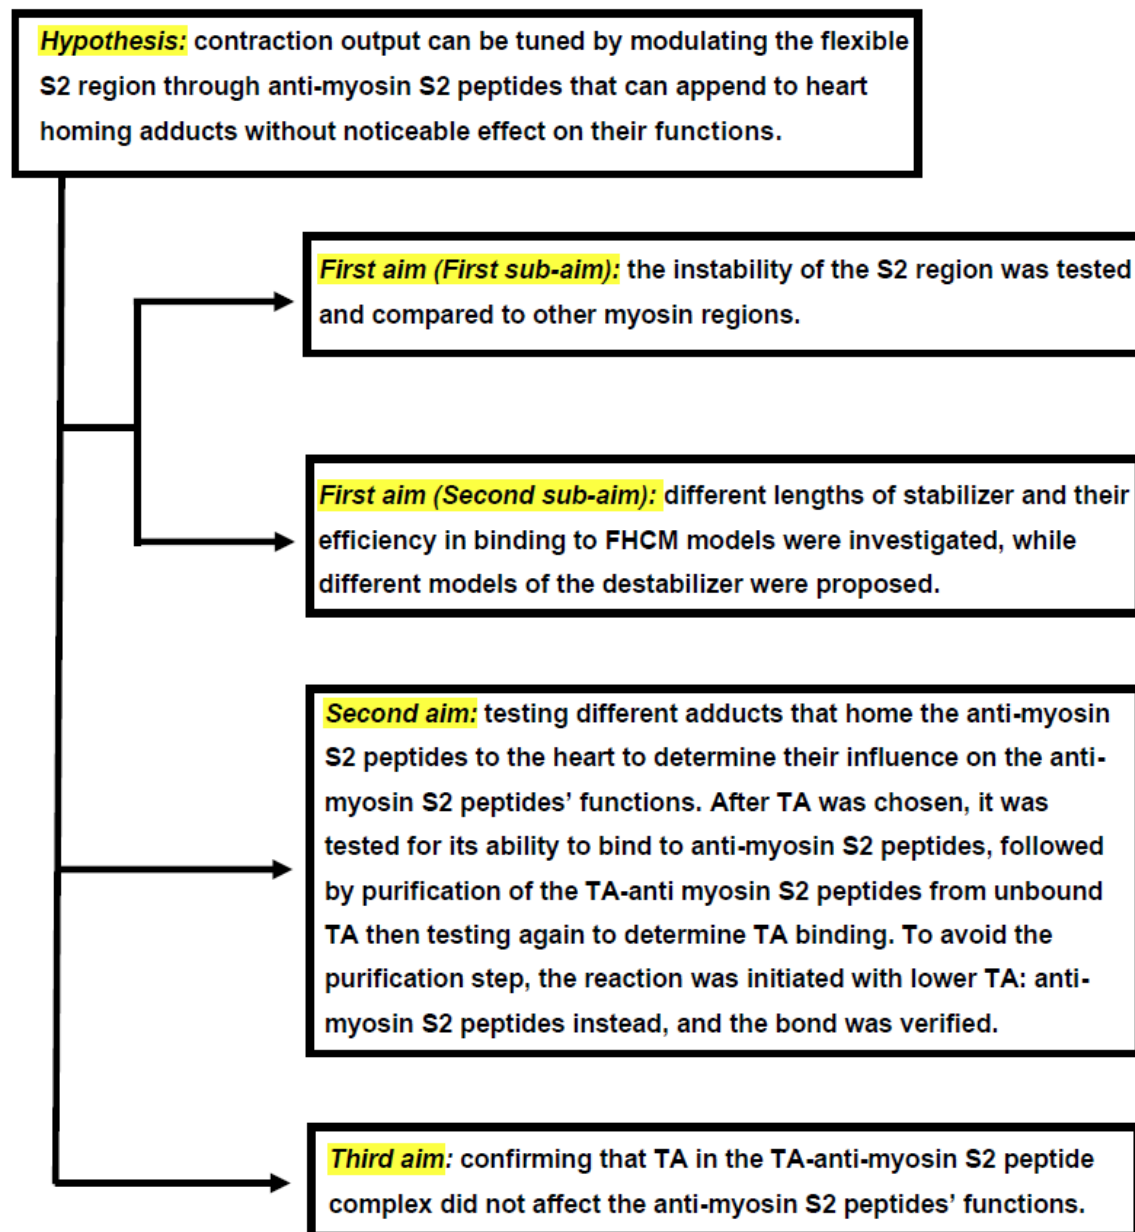 Hypothesis: contraction output can be tuned by modulating the flexible
S2 region through anti-myosin S2 peptides that can append to heart
homing adducts without noticeable effect on their functions.
First aim (First sub-aim): the instability of the S2 region was tested
and compared to other myosin regions.
First aim (Second sub-aim): different lengths of stabilizer and their
efficiency in binding to FHCM models were investigated, while
different models of the destabilizer were proposed.
Second aim: testing different adducts that home the anti-myosin
S2 peptides to the heart to determine their influence on the anti-
myosin S2 peptides’ functions. After TA was chosen, it was
tested for its ability to bind to anti-myosin S2 peptides, followed
by purification of the TA-anti myosin S2 peptides from unbound
TA then testing again to determine TA binding. To avoid the
purification step, the reaction was initiated with lower TA: anti-
myosin S2 peptides instead, and the bond was verified.
Third aim: confirming that TA in the TA-anti-myosin S2 peptide
complex did not affect the anti-myosin S2 peptides’ functions.